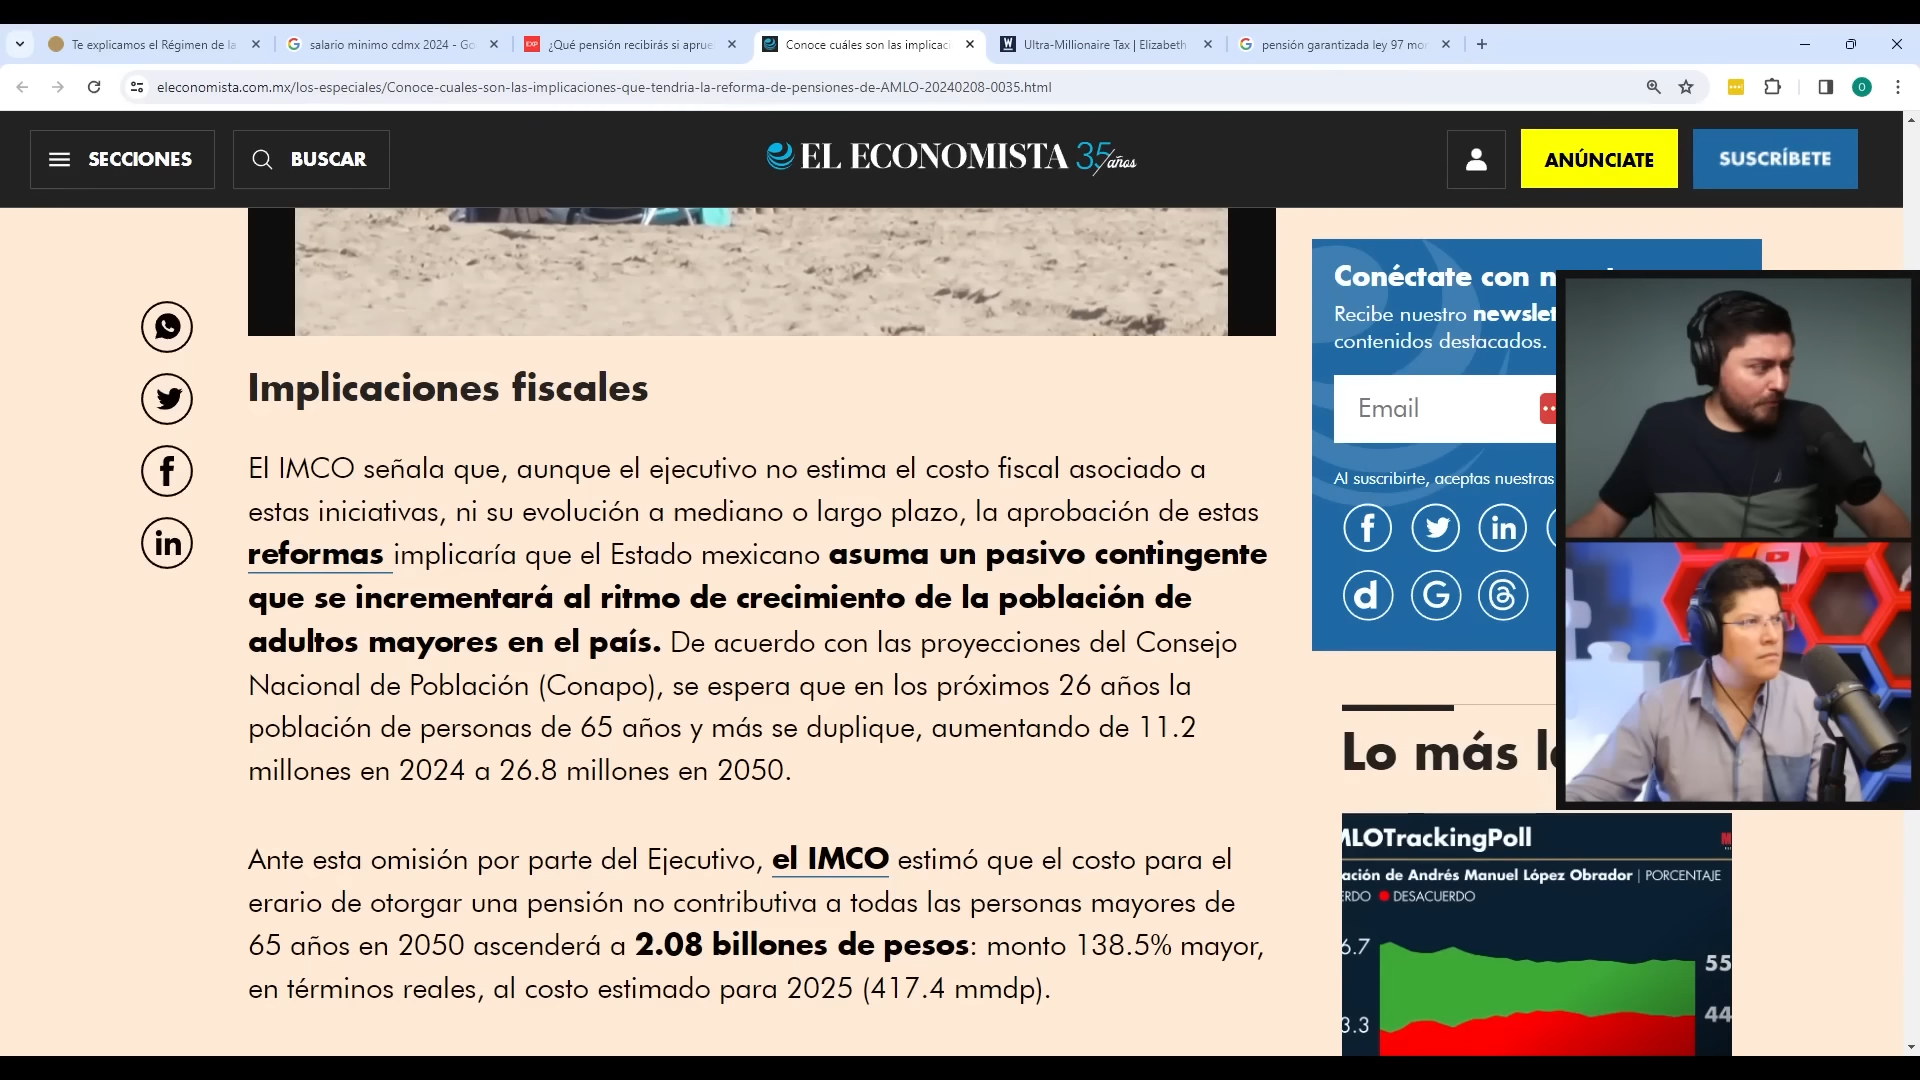 Te explicamos el Régimen de la
salario minimo cdmx 2024 - Go
EXP ¿Qué pensión recibirás si aprue
Conoce cuáles son las implicaci
W Ultra-Millionaire Tax | Elizabeth
pensión garantizada ley 97 mo
eleconomista.com.mx/los-especiales/Conoce-cuales-son-las-implicaciones-que-tendria-la-reforma-de-pensiones-de-AMLO-20240208-0035.html
O
SECCIONES
BUSCAR
EL ECONOMISTA 35/años
ANÚNCIATE
SUSCRÍBETE
Implicaciones fiscales
El IMCO señala que, aunque el ejecutivo no estima el costo fiscal asociado a
estas iniciativas, ni su evolución a mediano o largo plazo, la aprobación de estas
reformas implicaría que el Estado mexicano asuma un pasivo contingente
que se incrementará al ritmo de crecimiento de la población de
adultos mayores en el país. De acuerdo con las proyecciones del Consejo
Nacional de Población (Conapo), se espera que en los próximos 26 años la
población de personas de 65 años y más se duplique, aumentando de 11.2
millones en 2024 a 26.8 millones en 2050.
Ante esta omisión por parte del Ejecutivo, el IMCO estimó que el costo para el
erario de otorgar una pensión no contributiva a todas las personas mayores de
65 años en 2050 ascenderá a 2.08 billones de pesos: monto 138.5% mayor,
en términos reales, al costo estimado para 2025 (417.4 mmdp).
Conéctate con n
Recibe nuestro newslet
contenidos destacados.
Email
Al suscribirte, aceptas nuestras
Lo más l
MLOTrackingPoll
ación de Andrés Manuel López Obrador | PORCENTAJE
ERDO DESACUERDO
6.7
55
44
3.3